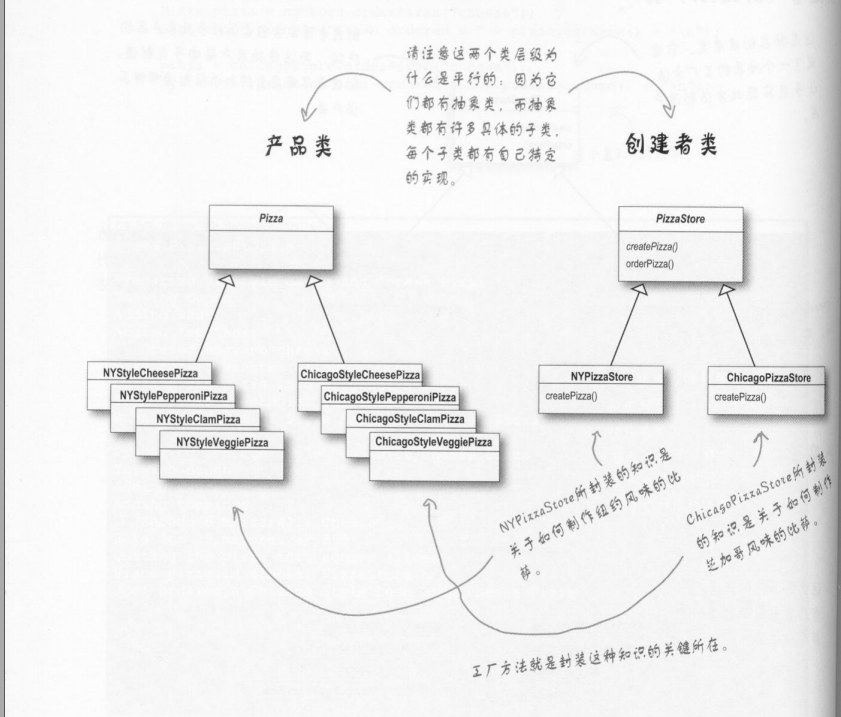 请注意这两个类层级为
什么是平行的：因为它
们都有抽象类，而抽象
类都有许多具体的子类，
每个子类都有自己特定
的实现。
产品类
创建者类
Pizza
PizzaStore
createPizza()
orderPizza()
NYStyleCheesePizza
NYStylePepperoniPizza
NYStyleClamPizza
NYStyleVeggiePizza
ChicagoStyleCheesePizza
ChicagoStylePepperoniPizza
ChicagoStyleClamPizza
ChicagoStyleVeggiePizza
NYPizzaStore
createPizza()
ChicagoPizzaStore
createPizza()
NYPizzaStore所封装的知识是
关于如何制作纽约风味的比
萨。
ChicagoPizzaStore所封装
的知识是关于如何制作
芝加哥风味的比萨。
工厂方法就是封装这种知识的关键所在。